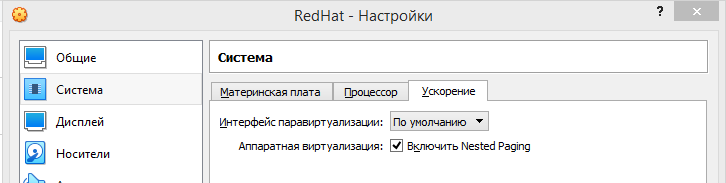 RedHat - Настройки
?
Общие
Система
Дисплей
Носители
Система
Материнская плата Процессор Ускорение
Интерфейс паравиртуализации: По умолчанию
Аппаратная виртуализация: Включить Nested Paging